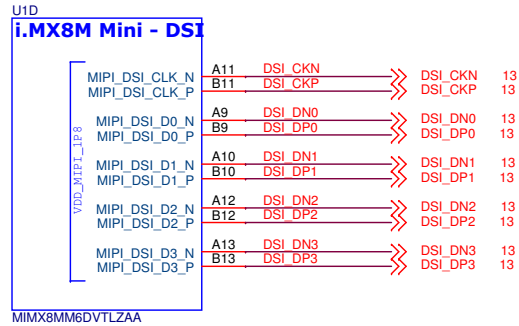 U1D
i.MX8M Mini - DSI
MIPI_DSI_CLK_N A11 DSI_CKN DSI_CKN 13
MIPI_DSI_CLK_P B11 DSI_CKP DSI_CKP 13
MIPI_DSI_D0_N A9 DSI_DN0 DSI_DN0 13
MIPI_DSI_D0_P B9 DSI_DP0 DSI_DP0 13
VDD_MIPI_1P8
MIPI_DSI_D1_N A10 DSI_DN1 DSI_DN1 13
MIPI_DSI_D1_P B10 DSI_DP1 DSI_DP1 13
MIPI_DSI_D2_N A12 DSI_DN2 DSI_DN2 13
MIPI_DSI_D2_P B12 DSI_DP2 DSI_DP2 13
MIPI_DSI_D3_N A13 DSI_DN3 DSI_DN3 13
MIPI_DSI_D3_P B13 DSI_DP3 DSI_DP3 13
MIMX8MM6DVTLZAA